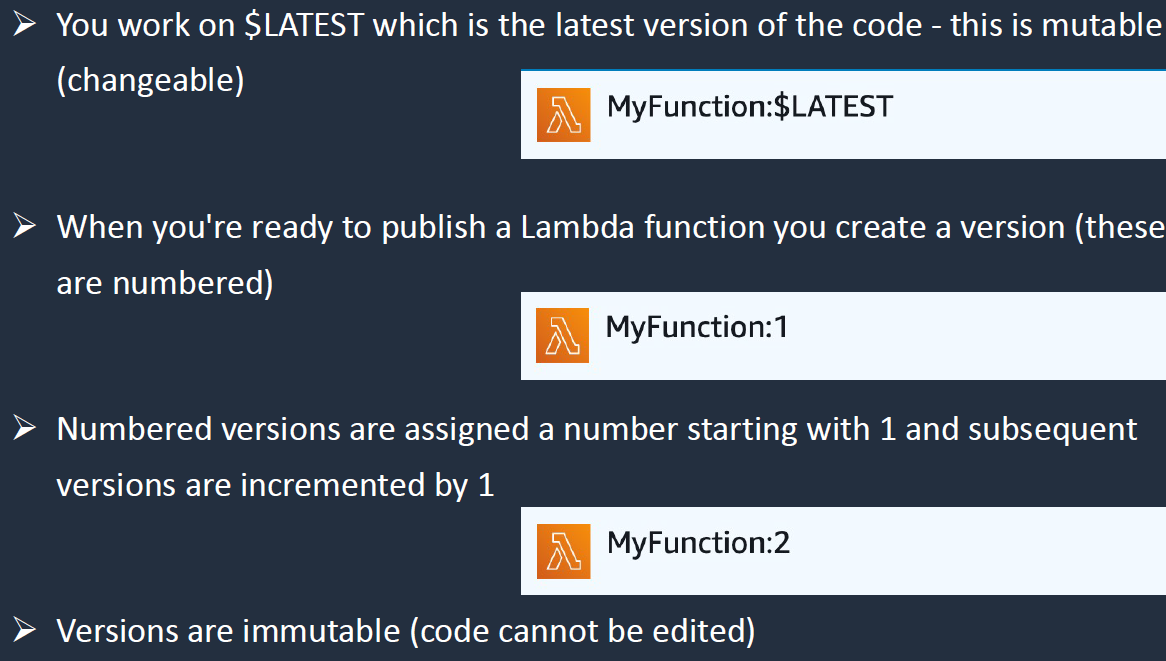 ➢ You work on $LATEST which is the latest version of the code - this is mutable
(changeable)
MyFunction:$LATEST
➢ When you're ready to publish a Lambda function you create a version (these
are numbered)
MyFunction:1
➢ Numbered versions are assigned a number starting with 1 and subsequent
versions are incremented by 1
MyFunction:2
➢ Versions are immutable (code cannot be edited)